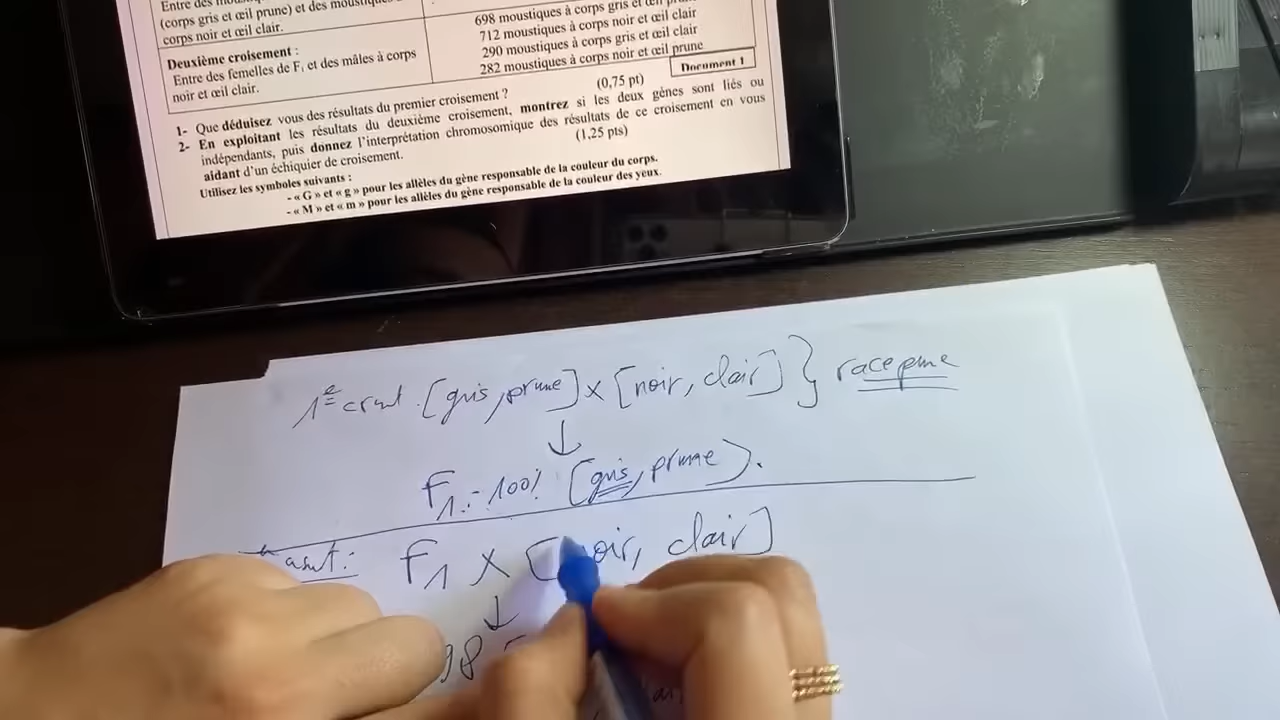 Entre des
(corps gris et œil prune) et des moustiques
corps noir et œil clair.
Deuxième croisement :
Entre des femelles de F₁ et des mâles à corps
noir et œil clair.
698 moustiques à corps gris et œil
712 moustiques à corps noir et œil clair
290 moustiques à corps gris et œil clair
282 moustiques à corps noir et œil prune
Document 1
1- Que déduisez vous des résultats du premier croisement ? (0,75 pt)
2- En exploitant les résultats du deuxième croisement, montrez si les deux gènes sont liés ou
indépendants, puis donnez l'interprétation chromosomique des résultats de ce croisement en vous
aidant d'un échiquier de croisement. (1,25 pts)
Utilisez les symboles suivants :
- « G » et « g » pour les allèles du gène responsable de la couleur du corps.
- « M » et « m » pour les allèles du gène responsable de la couleur des yeux.
1e crmt. [gris, prune] x [noir, clair] } race pure
↓
F1 :- 100% [gris, prune].
F1 x [noir, clair]
↓
98